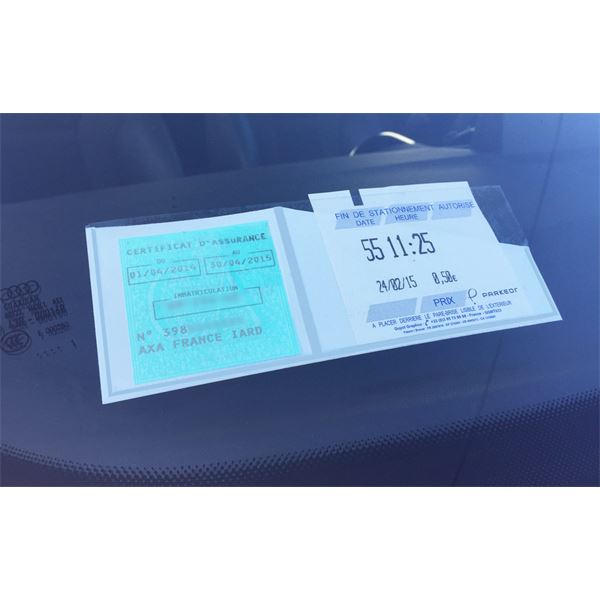 CERTIFICAT D'ASSURANCE
DU AU
01/04/2014 30/04/2015
IMMATRICULATION
N° 398
AXA FRANCE IARD
FIN DE STATIONNEMENT AUTORISE
DATE HEURE
55 11:25
24/02/15 0,50€
PRIX PARKEOR
A PLACER DERRIERE LE PARE-BRISE LISIBLE DE L'EXTERIEUR